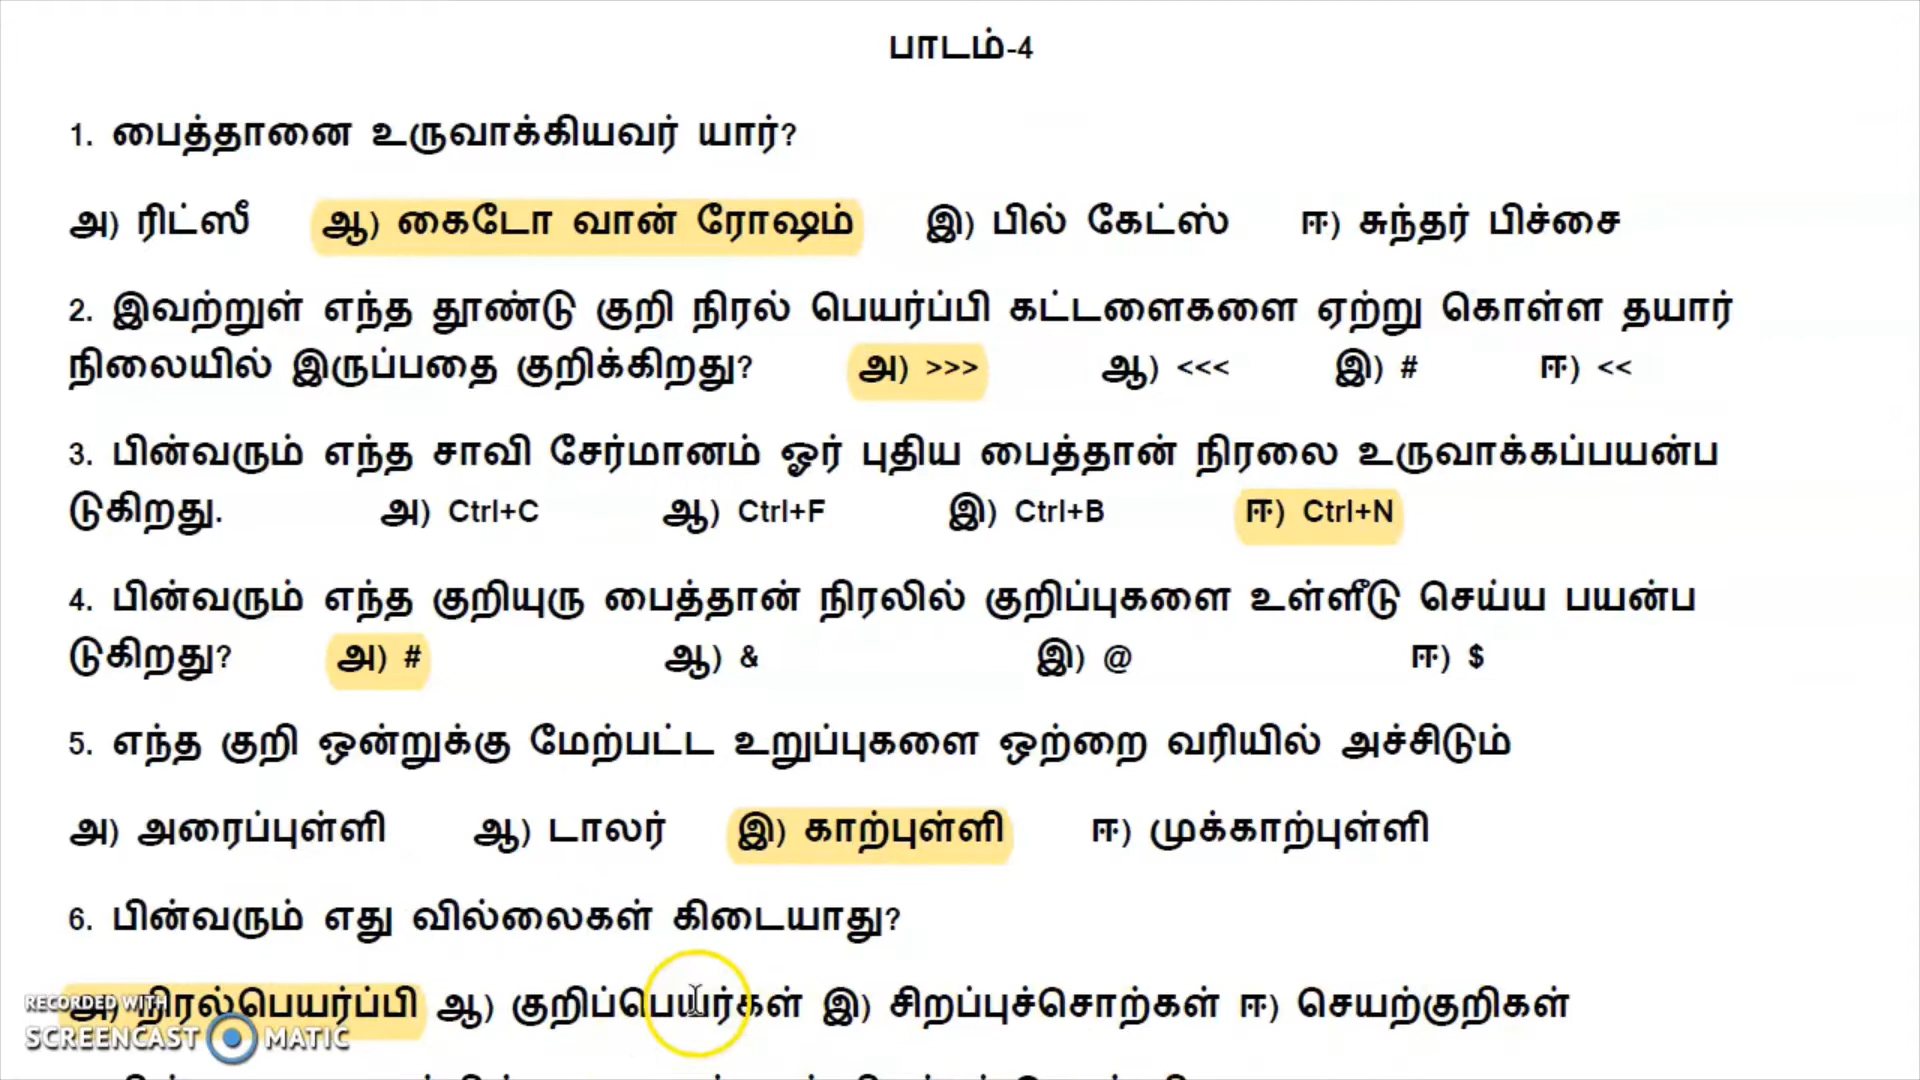 பாடம்-4
1. பைத்தானை உருவாக்கியவர் யார்?
அ) ரிட்ஸீ ஆ) கைடோ வான் ரோஷம் இ) பில் கேட்ஸ் ஈ) சுந்தர் பிச்சை
2. இவற்றுள் எந்த தூண்டு குறி நிரல் பெயர்ப்பி கட்டளைகளை ஏற்று கொள்ள தயார்
நிலையில் இருப்பதை குறிக்கிறது? அ) >>> ஆ) <<< இ) # ஈ) <<
3. பின்வரும் எந்த சாவி சேர்மானம் ஓர் புதிய பைத்தான் நிரலை உருவாக்கப்பயன்ப
டுகிறது. அ) Ctrl+C ஆ) Ctrl+F இ) Ctrl+B ஈ) Ctrl+N
4. பின்வரும் எந்த குறியுரு பைத்தான் நிரலில் குறிப்புகளை உள்ளீடு செய்ய பயன்ப
டுகிறது? அ) # ஆ) & இ) @ ஈ) $
5. எந்த குறி ஒன்றுக்கு மேற்பட்ட உறுப்புகளை ஒற்றை வரியில் அச்சிடும்
அ) அரைப்புள்ளி ஆ) டாலர் இ) காற்புள்ளி ஈ) முக்காற்புள்ளி
6. பின்வரும் எது வில்லைகள் கிடையாது?
அ) நிரல்பெயர்ப்பி ஆ) குறிப்பெயர்கள் இ) சிறப்புச்சொற்கள் ஈ) செயற்குறிகள்
RECORDED WITH
SCREENCAST MATIC